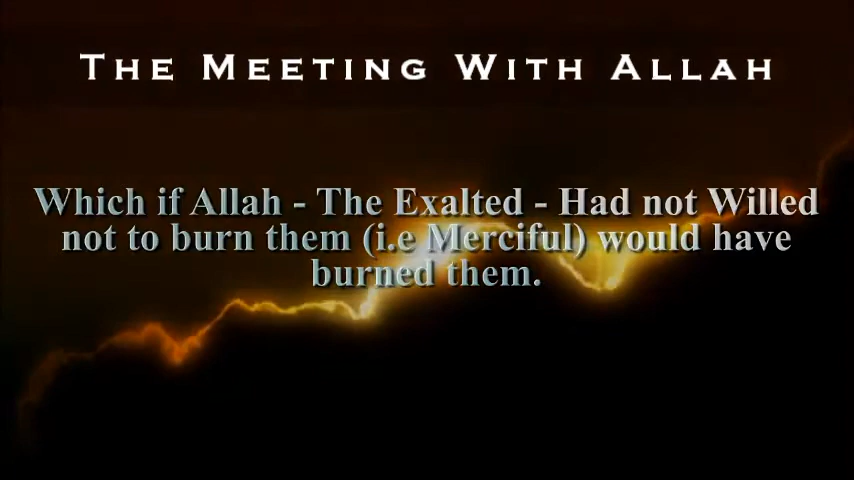 The Meeting With Allah
Which if Allah - The Exalted - Had not Willed
not to burn them (i.e Merciful) would have
burned them.